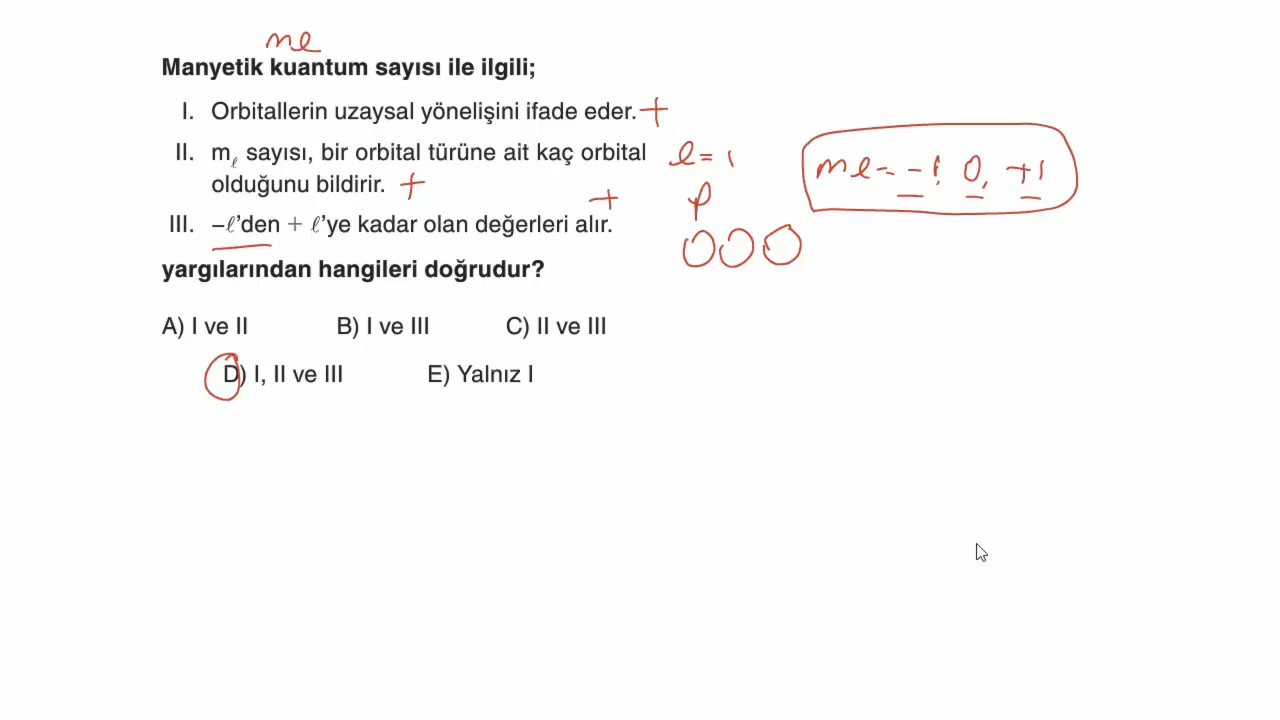 me
Manyetik kuantum sayısı ile ilgili;
I. Orbitallerin uzaysal yönelişini ifade eder. +
II. mℓ sayısı, bir orbital türüne ait kaç orbital
olduğunu bildirir. +
+
III. –ℓ'den + ℓ'ye kadar olan değerleri alır.
yargılarından hangileri doğrudur?
A) I ve II B) I ve III C) II ve III
D) I, II ve III E) Yalnız I
l = 1
p
me = -1, 0, +1